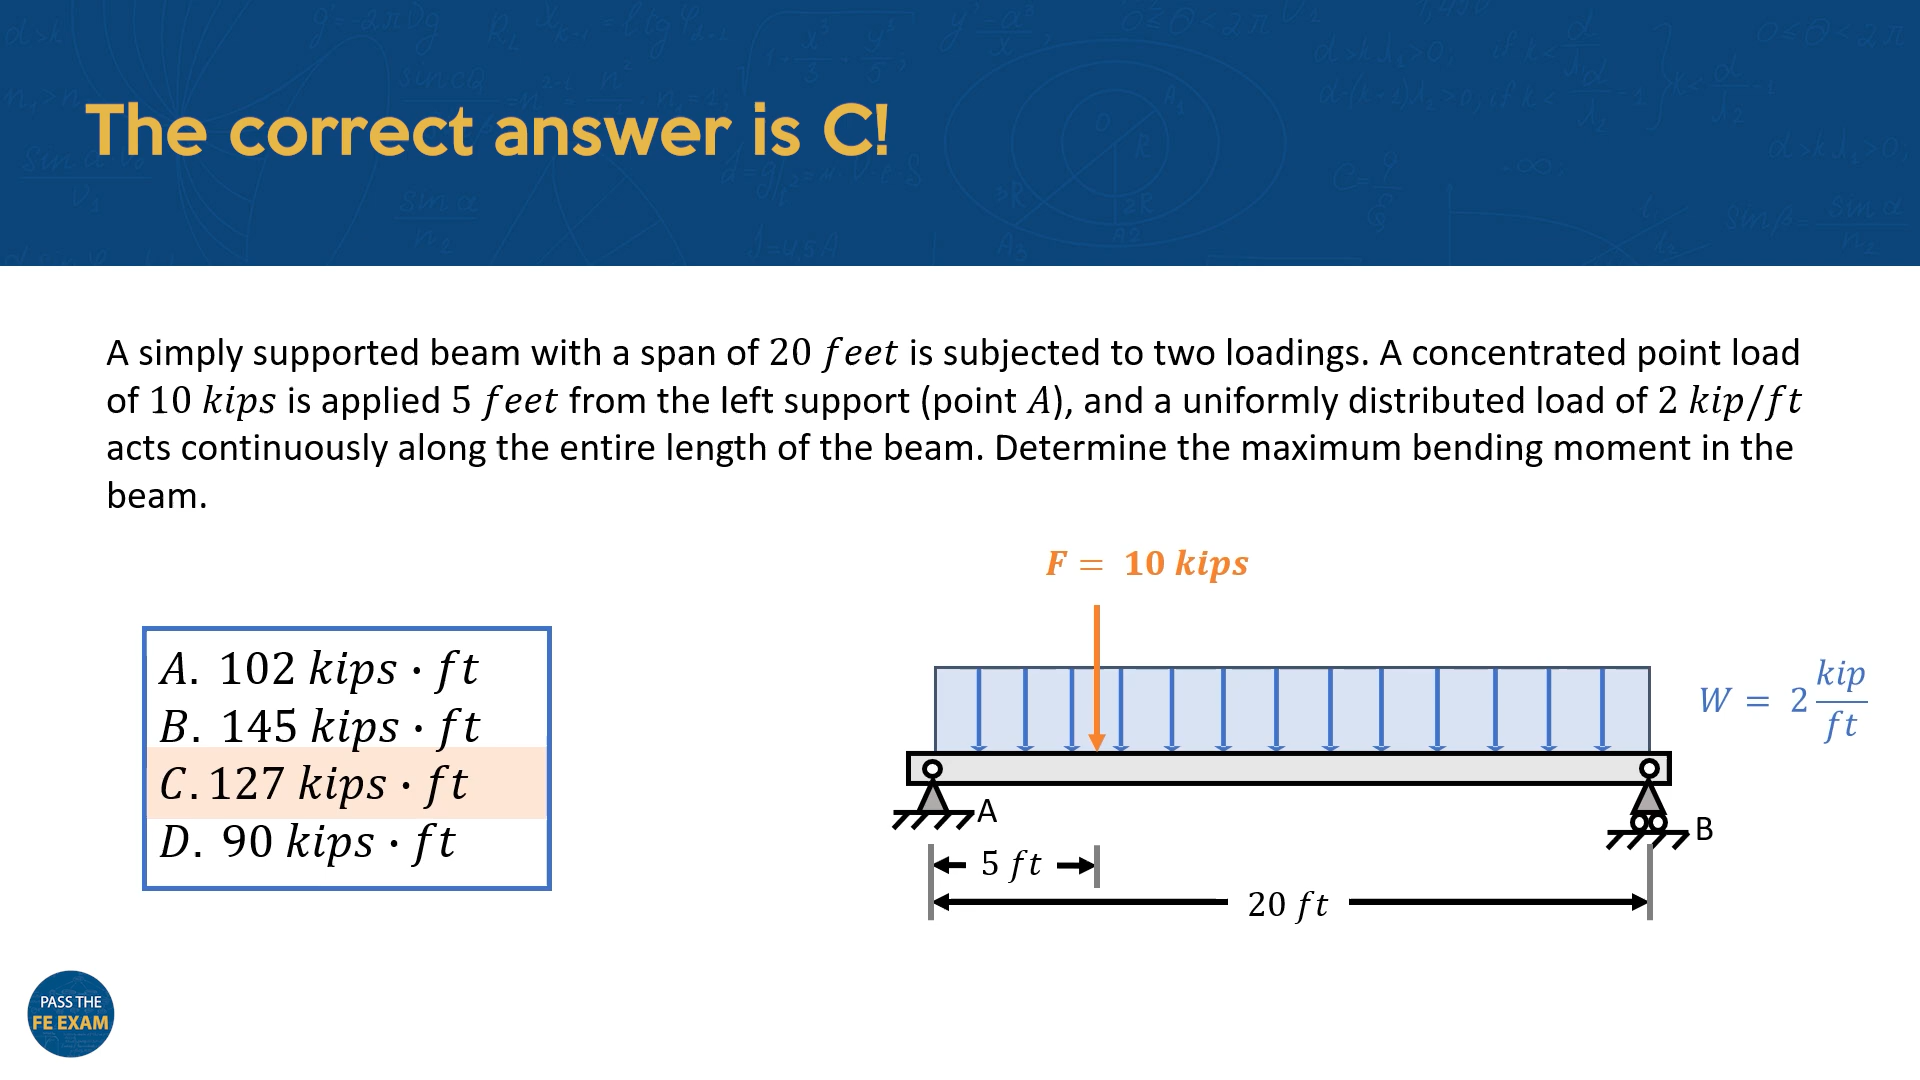 The correct answer is C!
A simply supported beam with a span of 20 feet is subjected to two loadings. A concentrated point load
of 10 kips is applied 5 feet from the left support (point A), and a uniformly distributed load of 2 kip/ft
acts continuously along the entire length of the beam. Determine the maximum bending moment in the
beam.
F = 10 kips
A. 102 kips · ft
B. 145 kips · ft
C. 127 kips · ft
D. 90 kips · ft
W = 2 kip/ft
A
B
5 ft
20 ft
PASS THE
FE EXAM